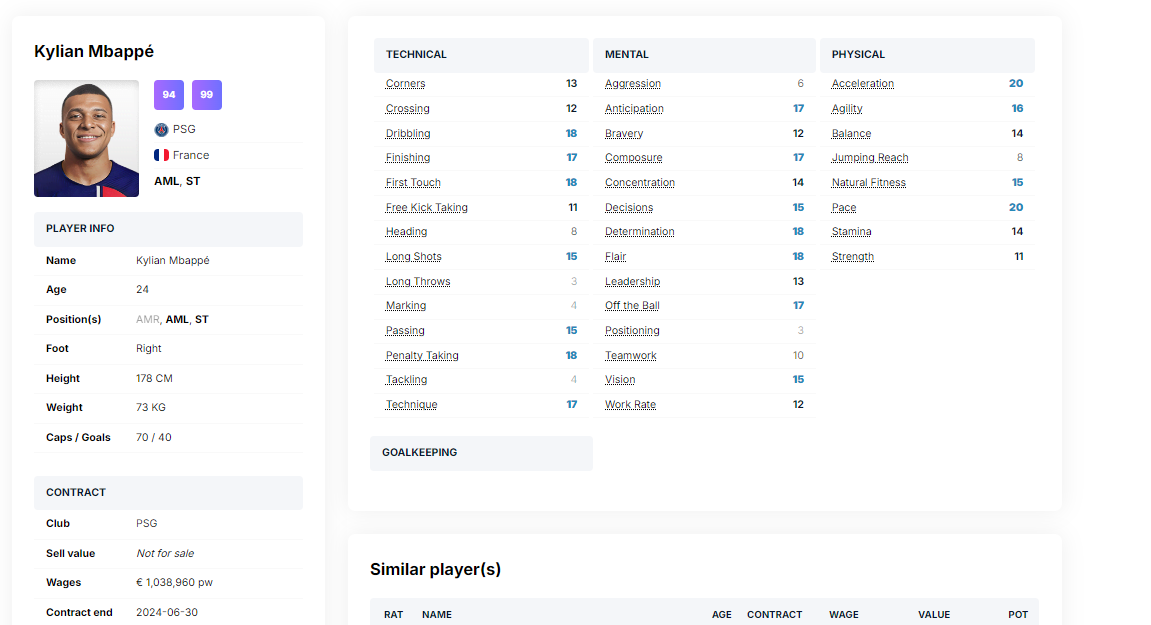 Kylian Mbappé
94 99
PSG
France
AML, ST
PLAYER INFO
Name Kylian Mbappé
Age 24
Position(s) AMR, AML, ST
Foot Right
Height 178 CM
Weight 73 KG
Caps / Goals 70 / 40
CONTRACT
Club PSG
Sell value Not for sale
Wages € 1,038,960 pw
Contract end 2024-06-30
TECHNICAL
Corners 13
Crossing 12
Dribbling 18
Finishing 17
First Touch 18
Free Kick Taking 11
Heading 8
Long Shots 15
Long Throws 3
Marking 4
Passing 15
Penalty Taking 18
Tackling 4
Technique 17
MENTAL
Aggression 6
Anticipation 17
Bravery 12
Composure 17
Concentration 14
Decisions 15
Determination 18
Flair 18
Leadership 13
Off the Ball 17
Positioning 3
Teamwork 10
Vision 15
Work Rate 12
PHYSICAL
Acceleration 20
Agility 16
Balance 14
Jumping Reach 8
Natural Fitness 15
Pace 20
Stamina 14
Strength 11
GOALKEEPING
Similar player(s)
RAT NAME AGE CONTRACT WAGE VALUE POT